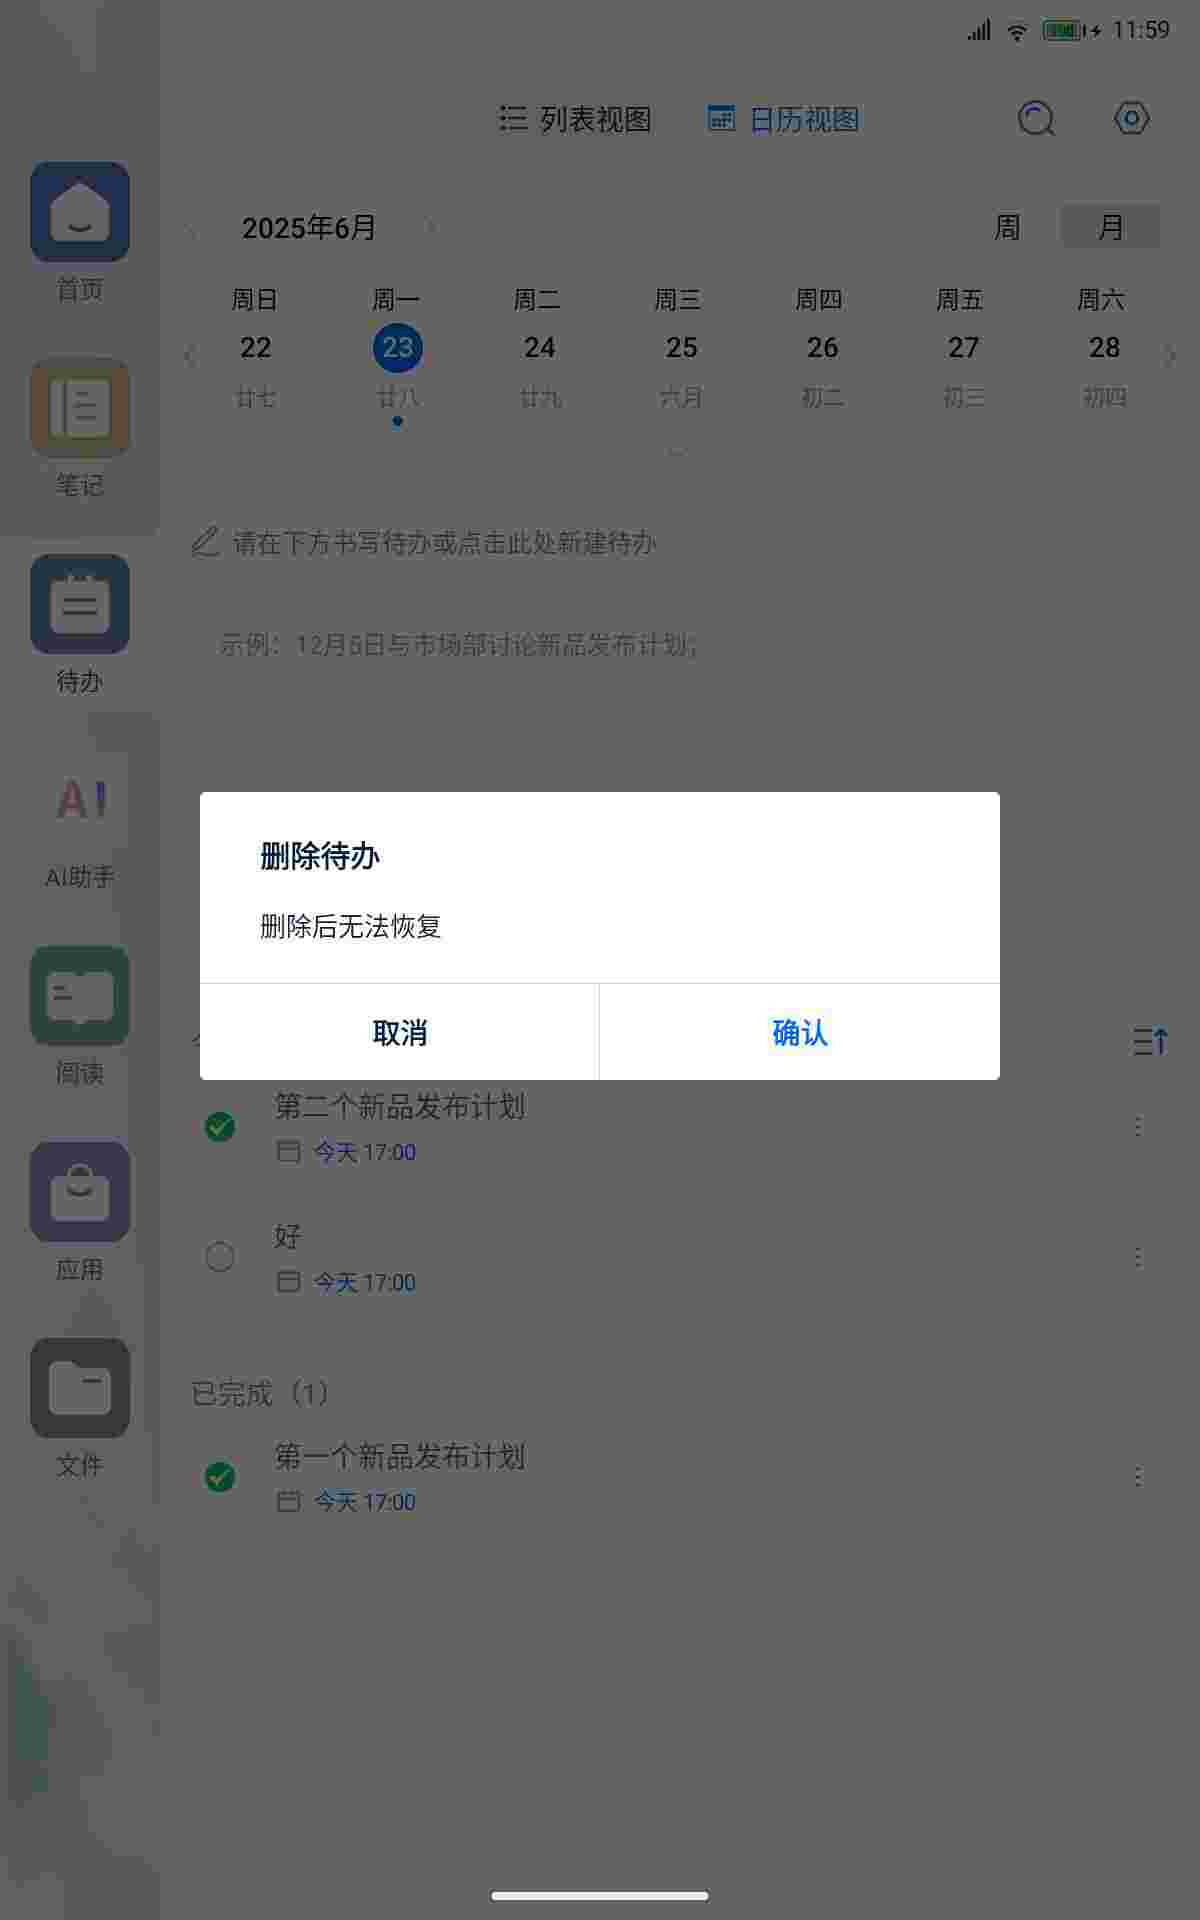 11:59
列表视图 日历视图
2025年6月 周 月
周日 周一 周二 周三 周四 周五 周六
22 23 24 25 26 27 28
廿七 廿八 廿九 六月 初二 初三 初四
请在下方书写待办或点击此处新建待办
示例：12月6日与市场部讨论新品发布计划；
首页
笔记
待办
AI
AI助手
阅读
应用
文件
删除待办
删除后无法恢复
取消 确认
第二个新品发布计划
今天 17:00
好
今天 17:00
已完成（1）
第一个新品发布计划
今天 17:00